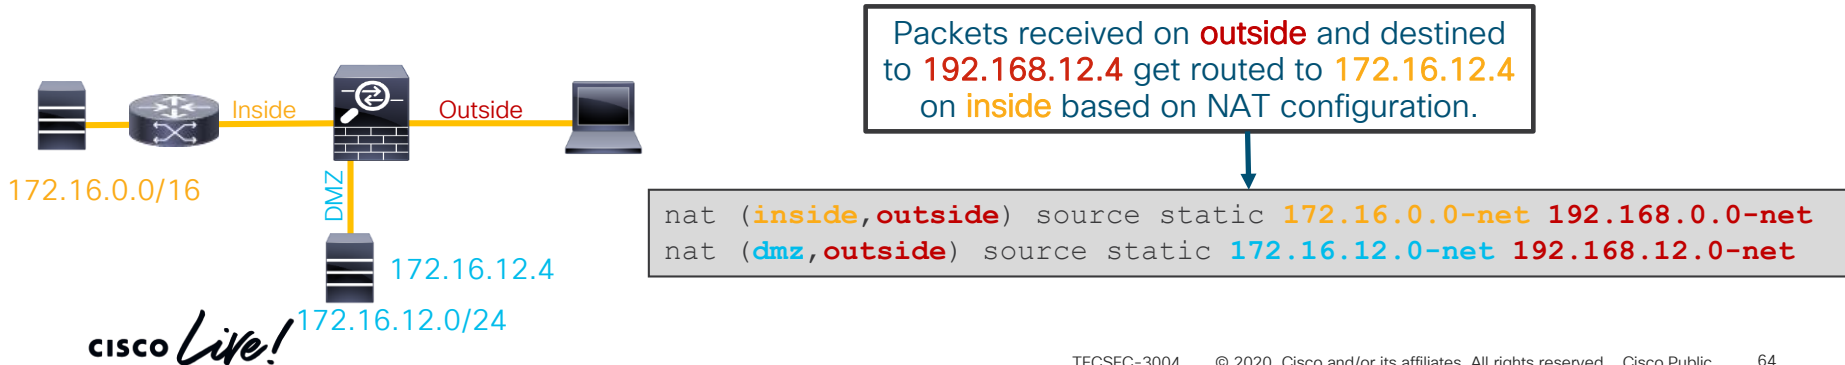 Packets received on outside and destined
to 192.168.12.4 get routed to 172.16.12.4
on inside based on NAT configuration.
Inside
Outside
172.16.0.0/16
DMZ
nat (inside,outside) source static 172.16.0.0-net 192.168.0.0-net
nat (dmz,outside) source static 172.16.12.0-net 192.168.12.0-net
172.16.12.4
172.16.12.0/24
CISCO Live!
TECSEC-3004 © 2020 Cisco and/or its affiliates. All rights reserved. Cisco Public 64